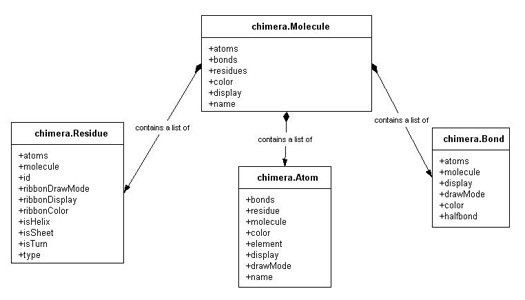 chimera.Molecule
+atoms
+bonds
+residues
+color
+display
+name
contains a list of
contains a list of
contains a list of
chimera.Residue
+atoms
+molecule
+id
+ribbonDrawMode
+ribbonDisplay
+ribbonColor
+isHelix
+isSheet
+isTurn
+type
chimera.Atom
+bonds
+residue
+molecule
+color
+element
+display
+drawMode
+name
chimera.Bond
+atoms
+molecule
+display
+drawMode
+color
+halfbond